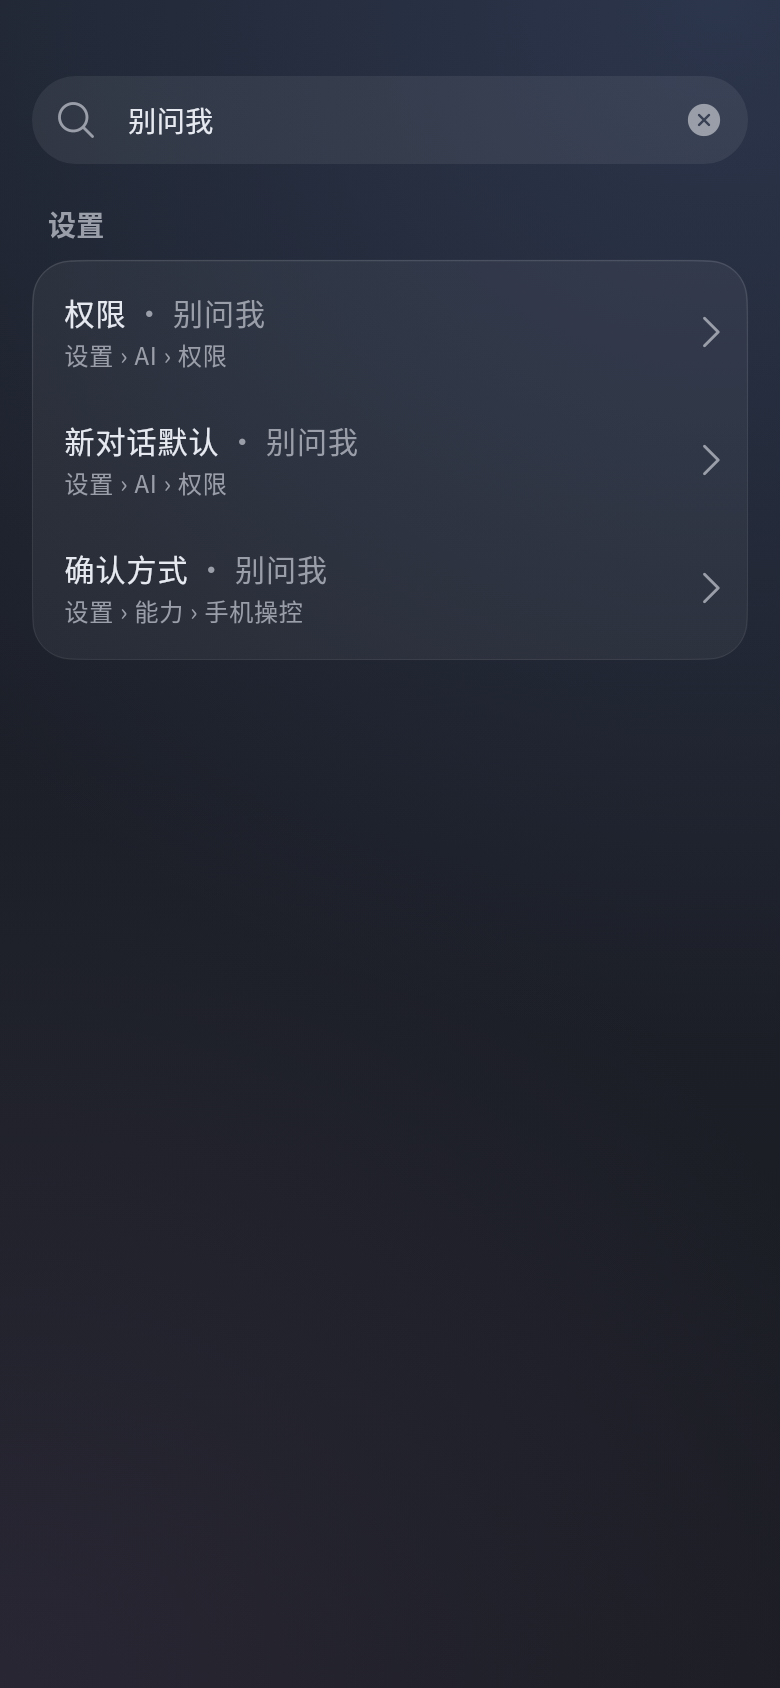 别问我
设置
权限 · 别问我
设置 › AI › 权限
新对话默认 · 别问我
设置 › AI › 权限
确认方式 · 别问我
设置 › 能力 › 手机操控